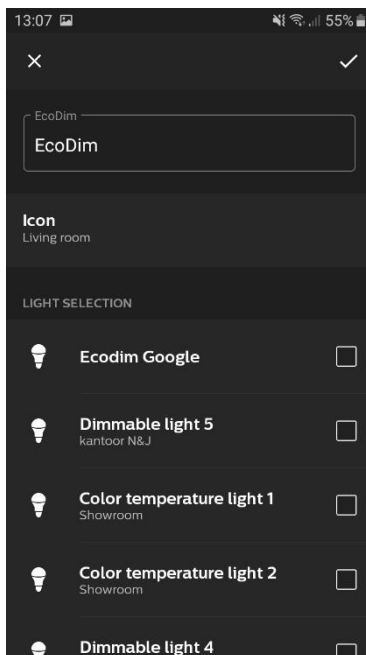 13:07 55%
EcoDim
EcoDim
Icon
Living room
LIGHT SELECTION
Ecodim Google
Dimmable light 5
kantoor N&J
Color temperature light 1
Showroom
Color temperature light 2
Showroom
Dimmable light 4